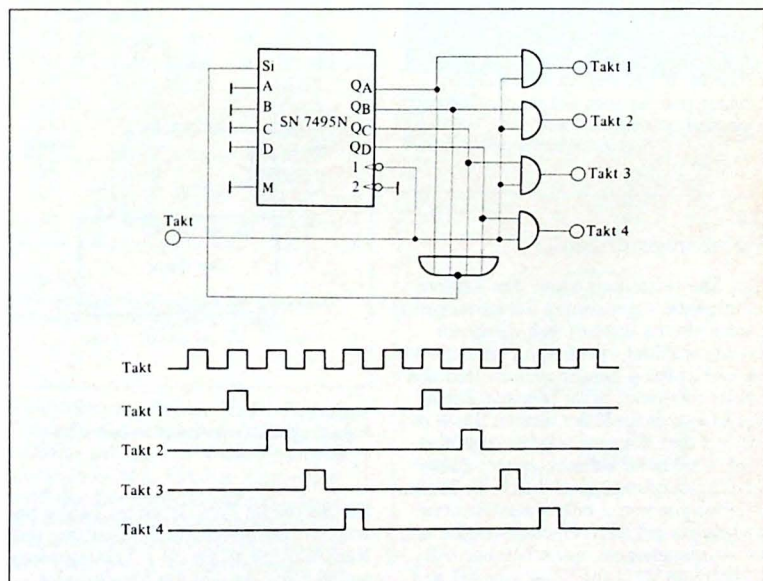 Si
A
B
C
D
M
SN 7495N
QA
QB
QC
QD
1
2
Takt
Takt 1
Takt 2
Takt 3
Takt 4
Takt
Takt 1
Takt 2
Takt 3
Takt 4